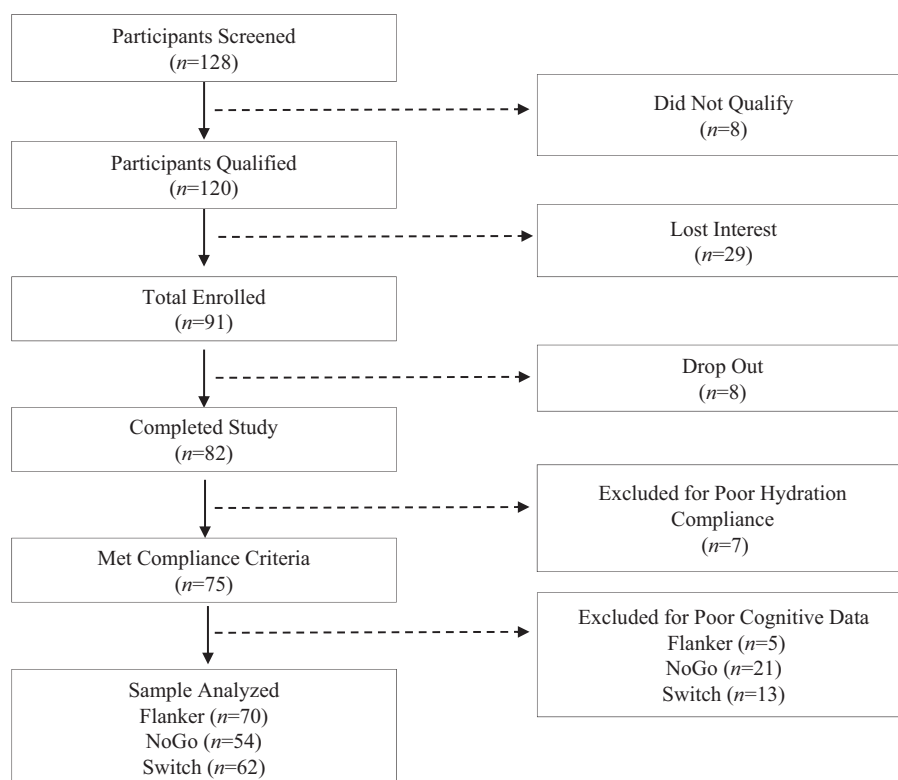 Participants Screened
(n=128)
Did Not Qualify
(n=8)
Participants Qualified
(n=120)
Lost Interest
(n=29)
Total Enrolled
(n=91)
Drop Out
(n=8)
Completed Study
(n=82)
Excluded for Poor Hydration
Compliance
(n=7)
Met Compliance Criteria
(n=75)
Excluded for Poor Cognitive Data
Flanker (n=5)
NoGo (n=21)
Switch (n=13)
Sample Analyzed
Flanker (n=70)
NoGo (n=54)
Switch (n=62)